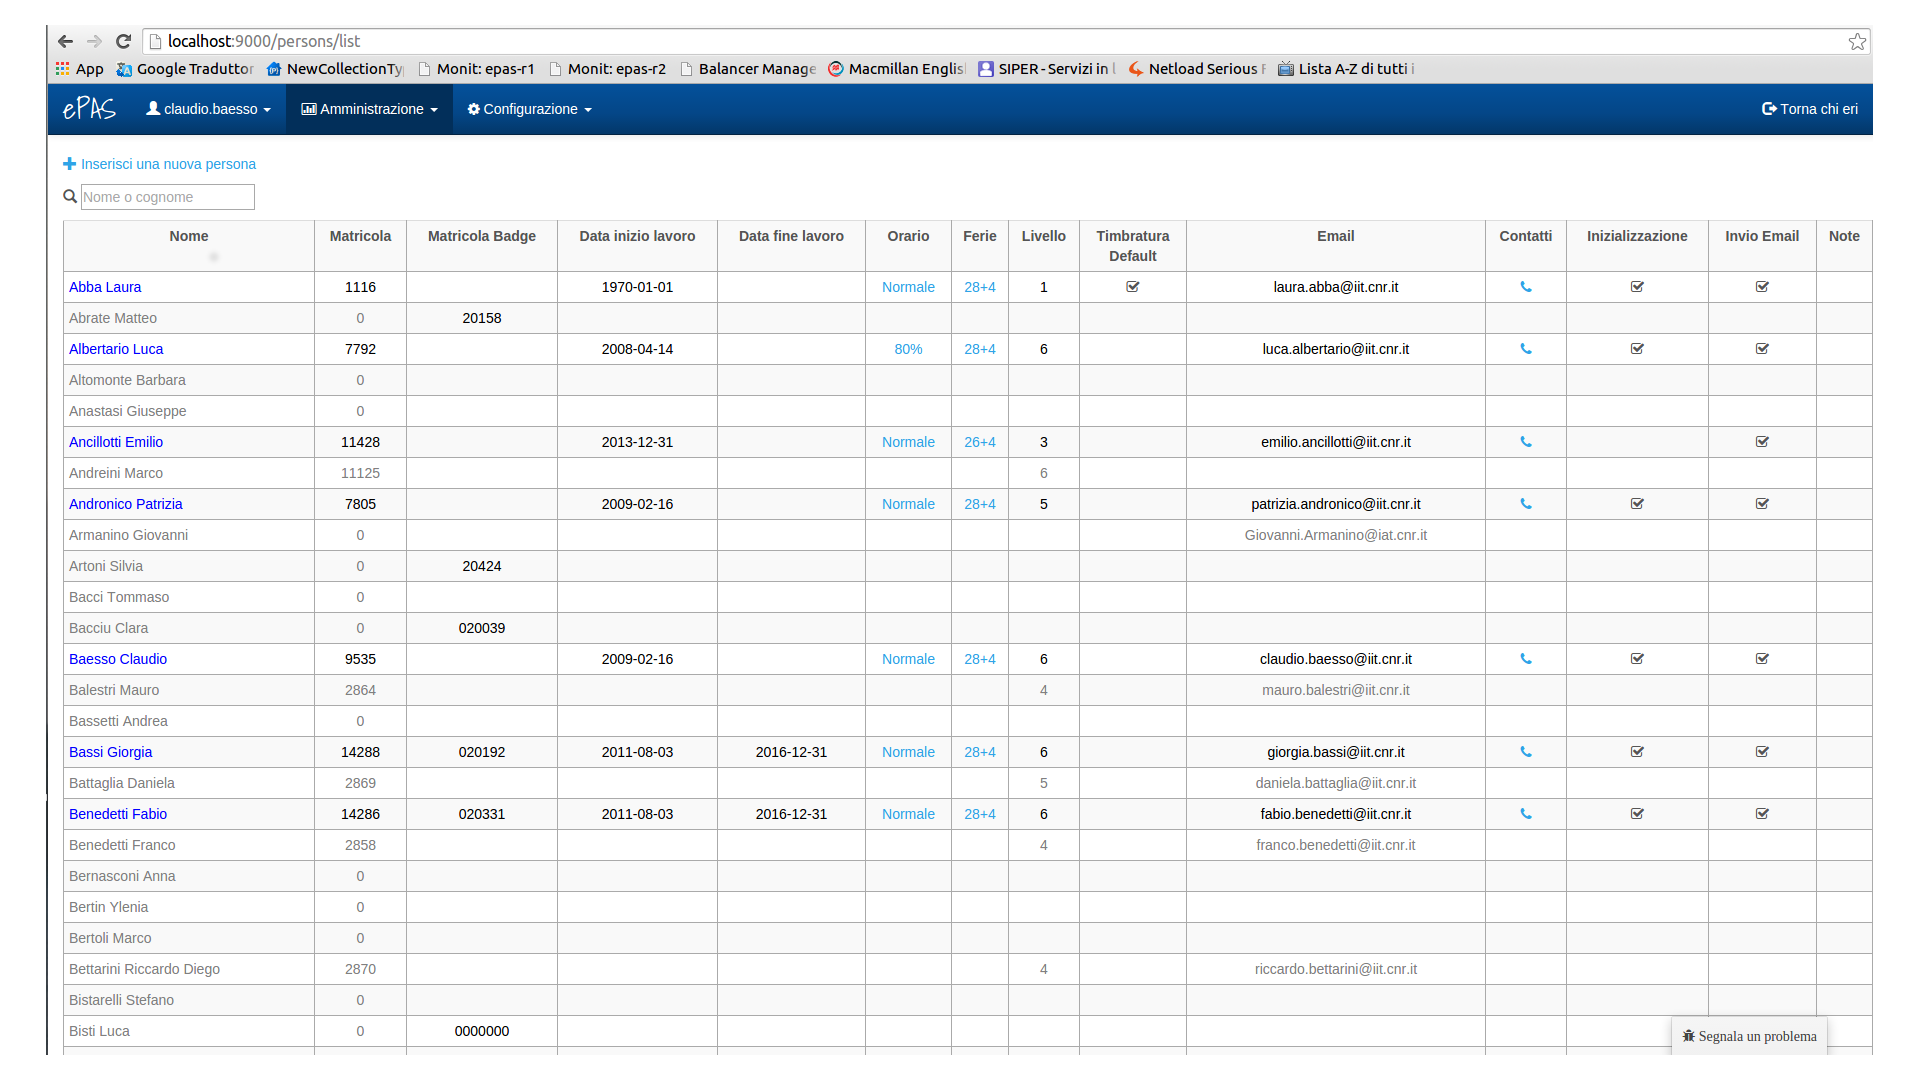 localhost:9000/persons/list
App Google Traduttor NewCollectionTy Monit: epas-r1 Monit: epas-r2 Balancer Manage Macmillan Englis SIPER - Servizi in l Netload Serious F Lista A-Z di tutti i
ePAS claudio.baesso Amministrazione Configurazione Torna chi eri
Inserisci una nuova persona
Nome o cognome
Nome Matricola Matricola Badge Data inizio lavoro Data fine lavoro Orario Ferie Livello Timbratura Default Email Contatti Inizializzazione Invio Email Note
Abba Laura 1116 1970-01-01 Normale 28+4 1 laura.abba@iit.cnr.it
Abrate Matteo 0 20158
Albertario Luca 7792 2008-04-14 80% 28+4 6 luca.albertario@iit.cnr.it
Altomonte Barbara 0
Anastasi Giuseppe 0
Ancillotti Emilio 11428 2013-12-31 Normale 26+4 3 emilio.ancillotti@iit.cnr.it
Andreini Marco 11125 6
Andronico Patrizia 7805 2009-02-16 Normale 28+4 5 patrizia.andronico@iit.cnr.it
Armanino Giovanni 0 Giovanni.Armanino@iat.cnr.it
Artoni Silvia 0 20424
Bacci Tommaso 0
Bacciu Clara 0 020039
Baesso Claudio 9535 2009-02-16 Normale 28+4 6 claudio.baesso@iit.cnr.it
Balestri Mauro 2864 4 mauro.balestri@iit.cnr.it
Bassetti Andrea 0
Bassi Giorgia 14288 020192 2011-08-03 2016-12-31 Normale 28+4 6 giorgia.bassi@iit.cnr.it
Battaglia Daniela 2869 5 daniela.battaglia@iit.cnr.it
Benedetti Fabio 14286 020331 2011-08-03 2016-12-31 Normale 28+4 6 fabio.benedetti@iit.cnr.it
Benedetti Franco 2858 4 franco.benedetti@iit.cnr.it
Bernasconi Anna 0
Bertin Ylenia 0
Bertoli Marco 0
Bettarini Riccardo Diego 2870 4 riccardo.bettarini@iit.cnr.it
Bistarelli Stefano 0
Bisti Luca 0 0000000
Segnala un problema